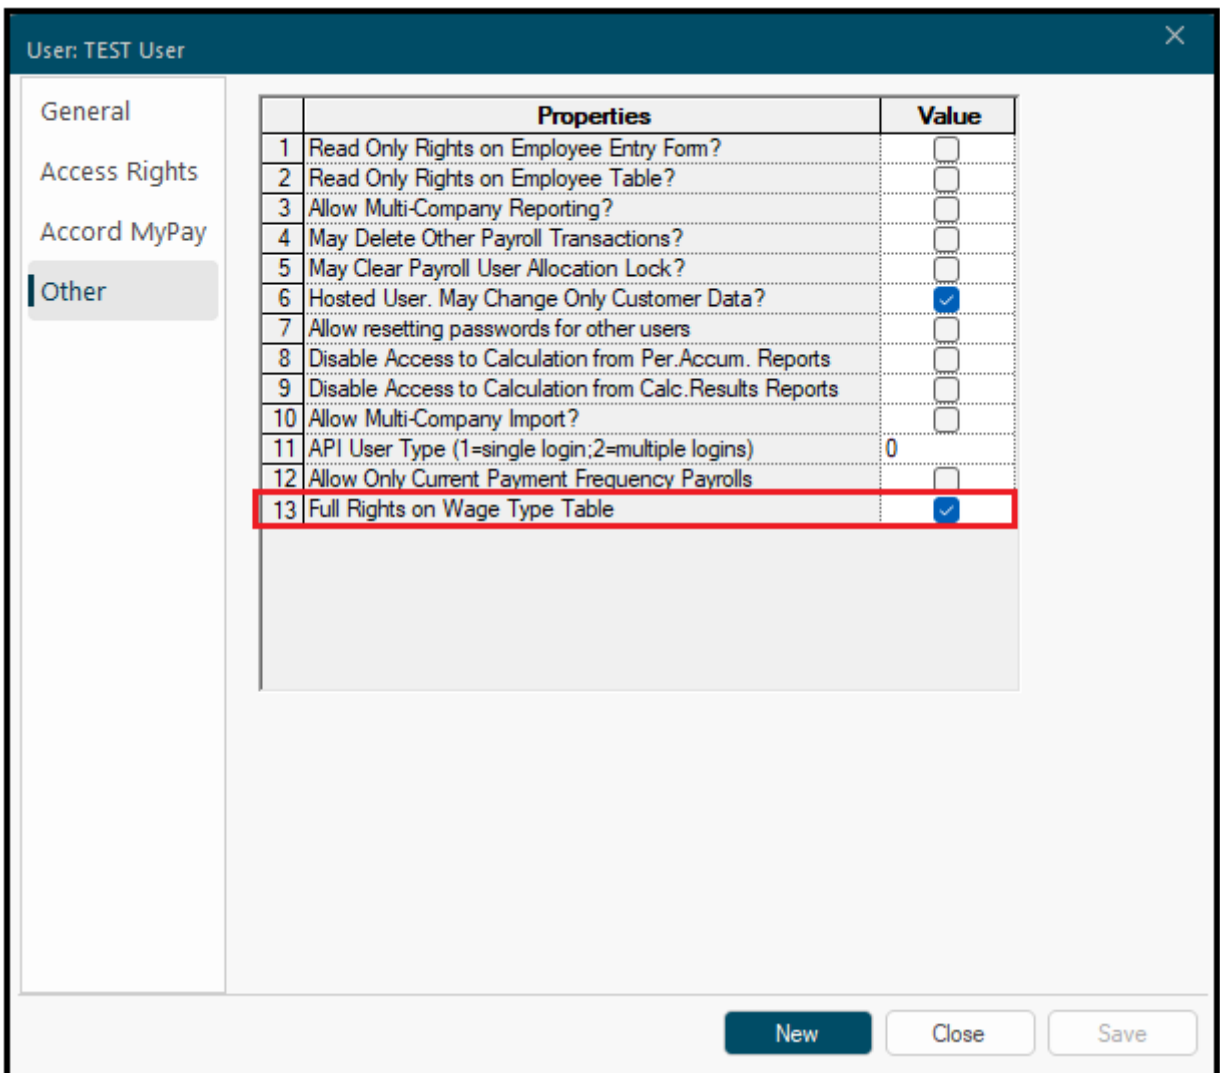 User: TEST User
General
Access Rights
Accord MyPay
Other
Properties Value
1 Read Only Rights on Employee Entry Form?
2 Read Only Rights on Employee Table?
3 Allow Multi-Company Reporting?
4 May Delete Other Payroll Transactions?
5 May Clear Payroll User Allocation Lock?
6 Hosted User. May Change Only Customer Data?
7 Allow resetting passwords for other users
8 Disable Access to Calculation from Per.Accum. Reports
9 Disable Access to Calculation from Calc.Results Reports
10 Allow Multi-Company Import?
11 API User Type (1=single login;2=multiple logins) 0
12 Allow Only Current Payment Frequency Payrolls
13 Full Rights on Wage Type Table
New Close Save